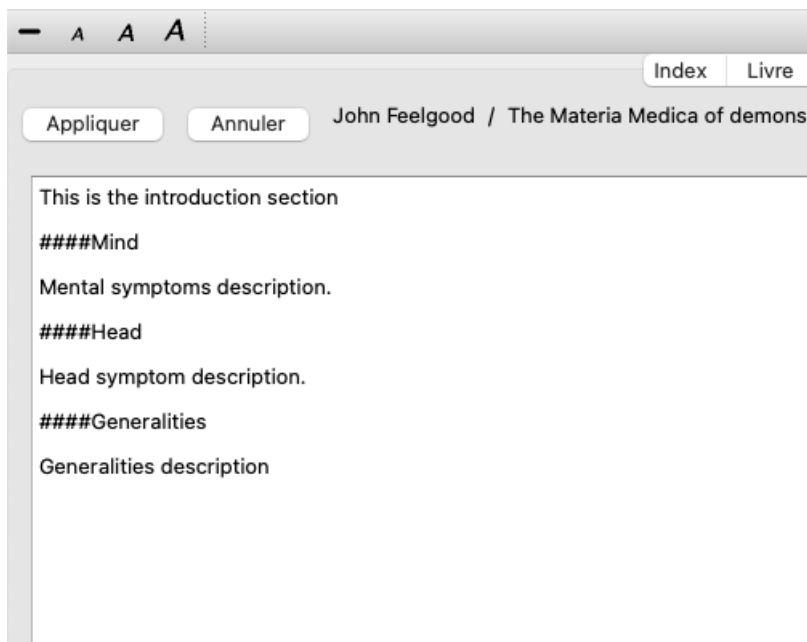 A A A
Index Livre
Appliquer Annuler John Feelgood / The Materia Medica of demons
This is the introduction section
####Mind
Mental symptoms description.
####Head
Head symptom description.
####Generalities
Generalities description